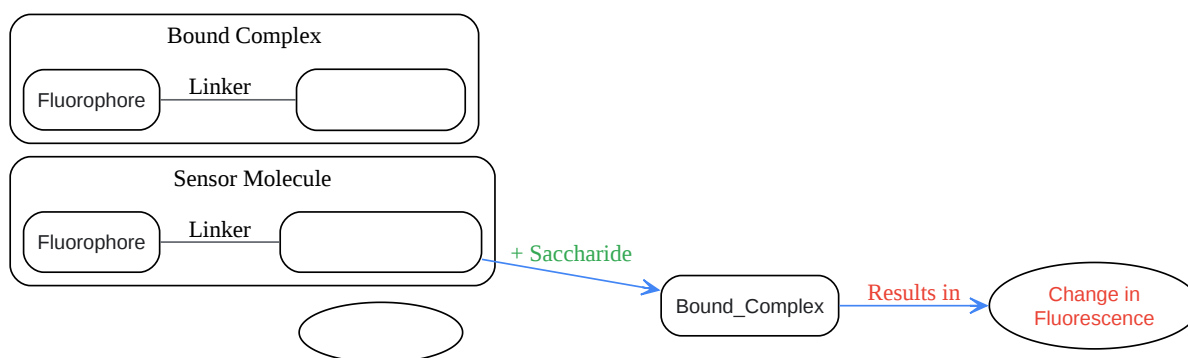 Bound Complex
Fluorophore
Linker
Sensor Molecule
Fluorophore
Linker
+ Saccharide
Bound_Complex
Results in
Change in
Fluorescence